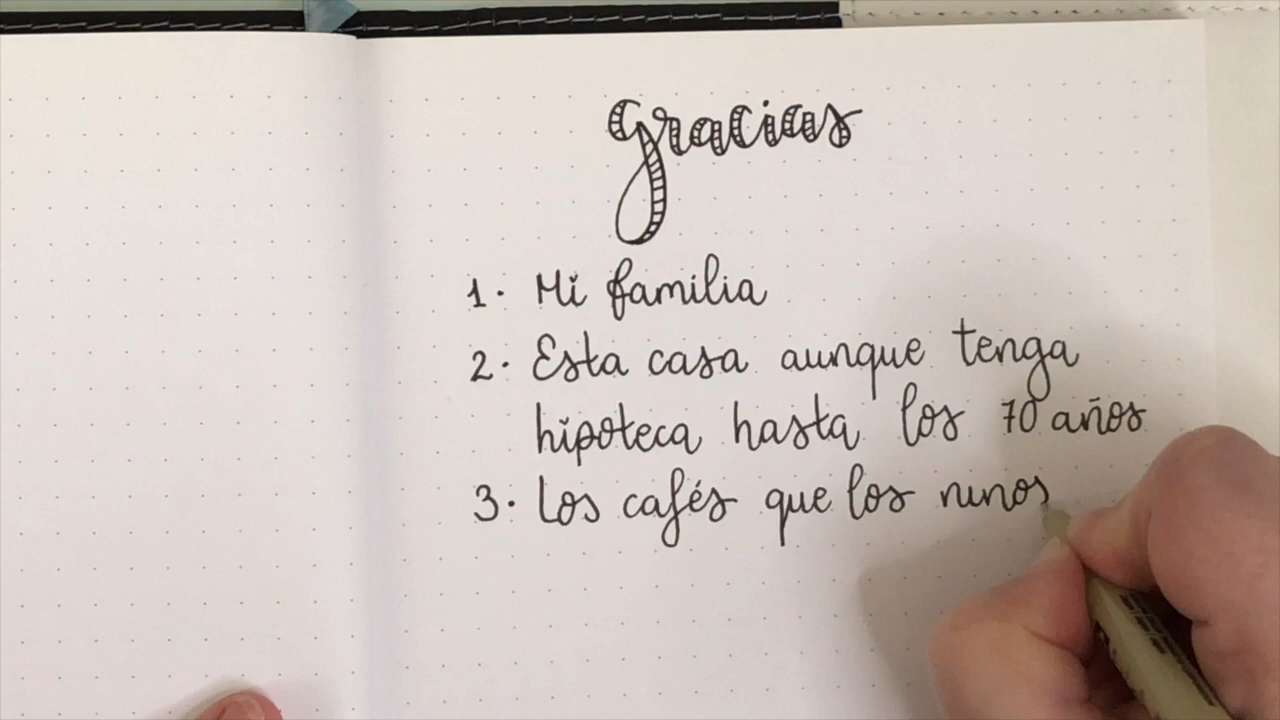 gracias
1. Mi familia
2. Esta casa aunque tenga
hipoteca hasta los 70 años
3. Los cafés que los ninos